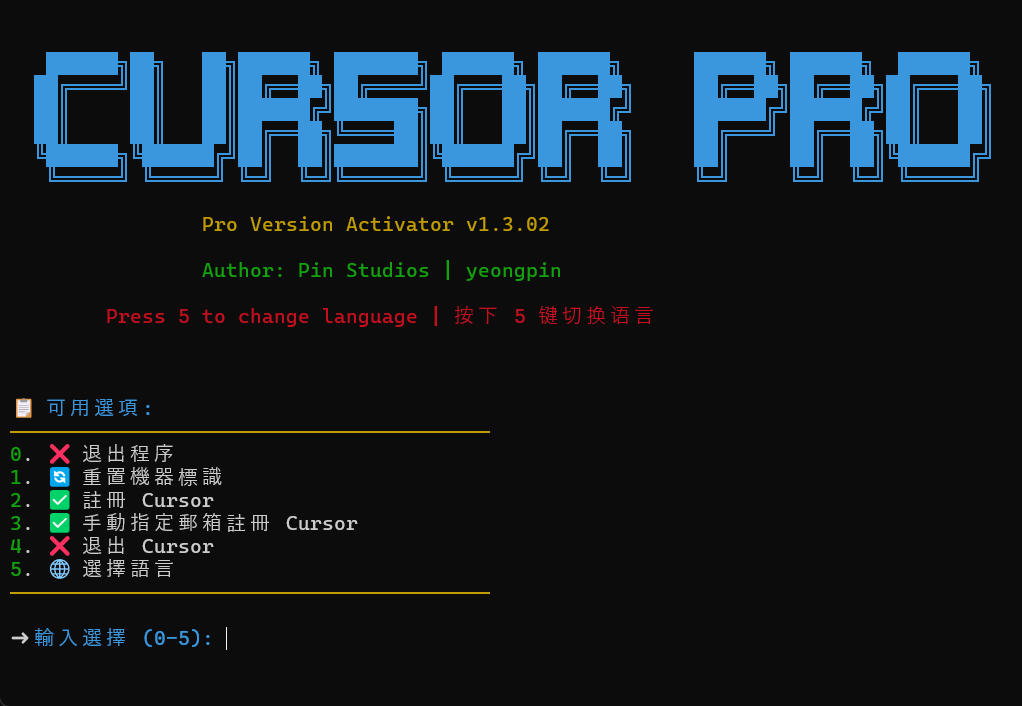 CURSOR PRO
Pro Version Activator v1.3.02
Author: Pin Studios | yeongpin
Press 5 to change language | 按下 5 键切换语言
📋 可用選項:
0. ❌ 退出程序
1. 🔄 重置機器標識
2. ✅ 註冊 Cursor
3. ✅ 手動指定郵箱註冊 Cursor
4. ❌ 退出 Cursor
5. 🌐 選擇語言
➜輸入選擇 (0-5):